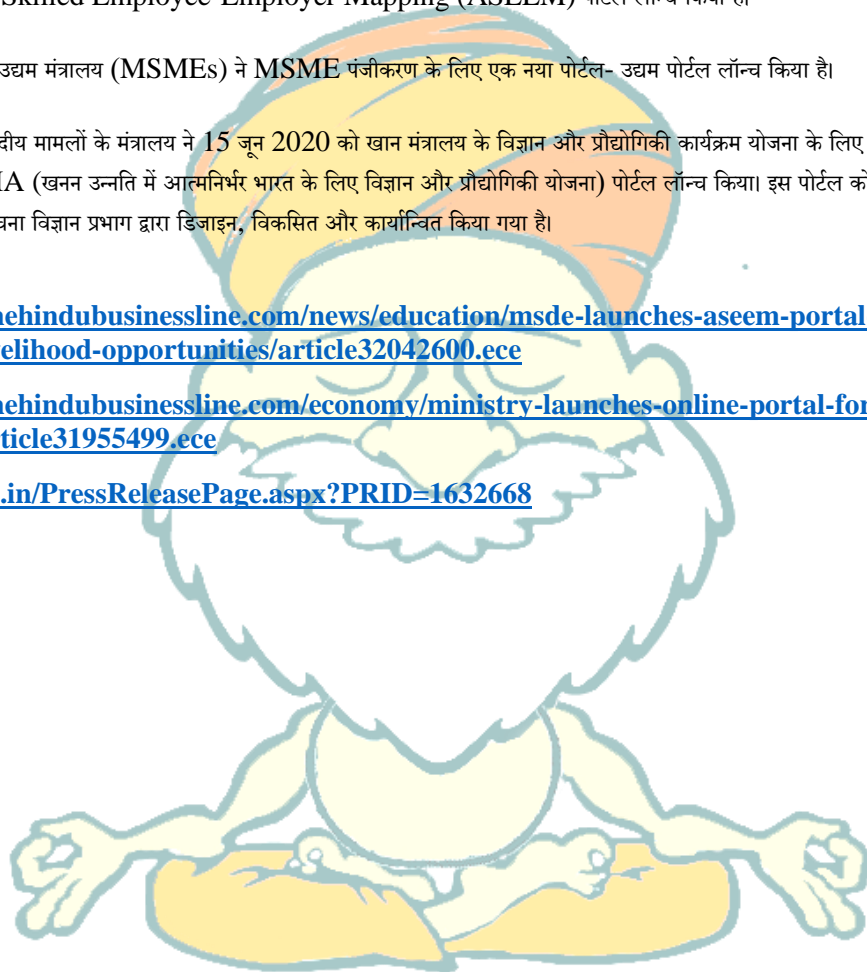 Skilled Employee-Employer Mapping (ASEEM) पोर्टल लॉन्च किया है।
उद्यम मंत्रालय (MSMEs) ने MSME पंजीकरण के लिए एक नया पोर्टल- उद्यम पोर्टल लॉन्च किया है।
दीय मामलों के मंत्रालय ने 15 जून 2020 को खान मंत्रालय के विज्ञान और प्रौद्योगिकी कार्यक्रम योजना के लिए
IA (खनन उन्नति में आत्मनिर्भर भारत के लिए विज्ञान और प्रौद्योगिकी योजना) पोर्टल लॉन्च किया। इस पोर्टल को
चना विज्ञान प्रभाग द्वारा डिजाइन, विकसित और कार्यान्वित किया गया है।
nehindubusinessline.com/news/education/msde-launches-aseem-portal
velihood-opportunities/article32042600.ece
nehindubusinessline.com/economy/ministry-launches-online-portal-for
rticle31955499.ece
.in/PressReleasePage.aspx?PRID=1632668